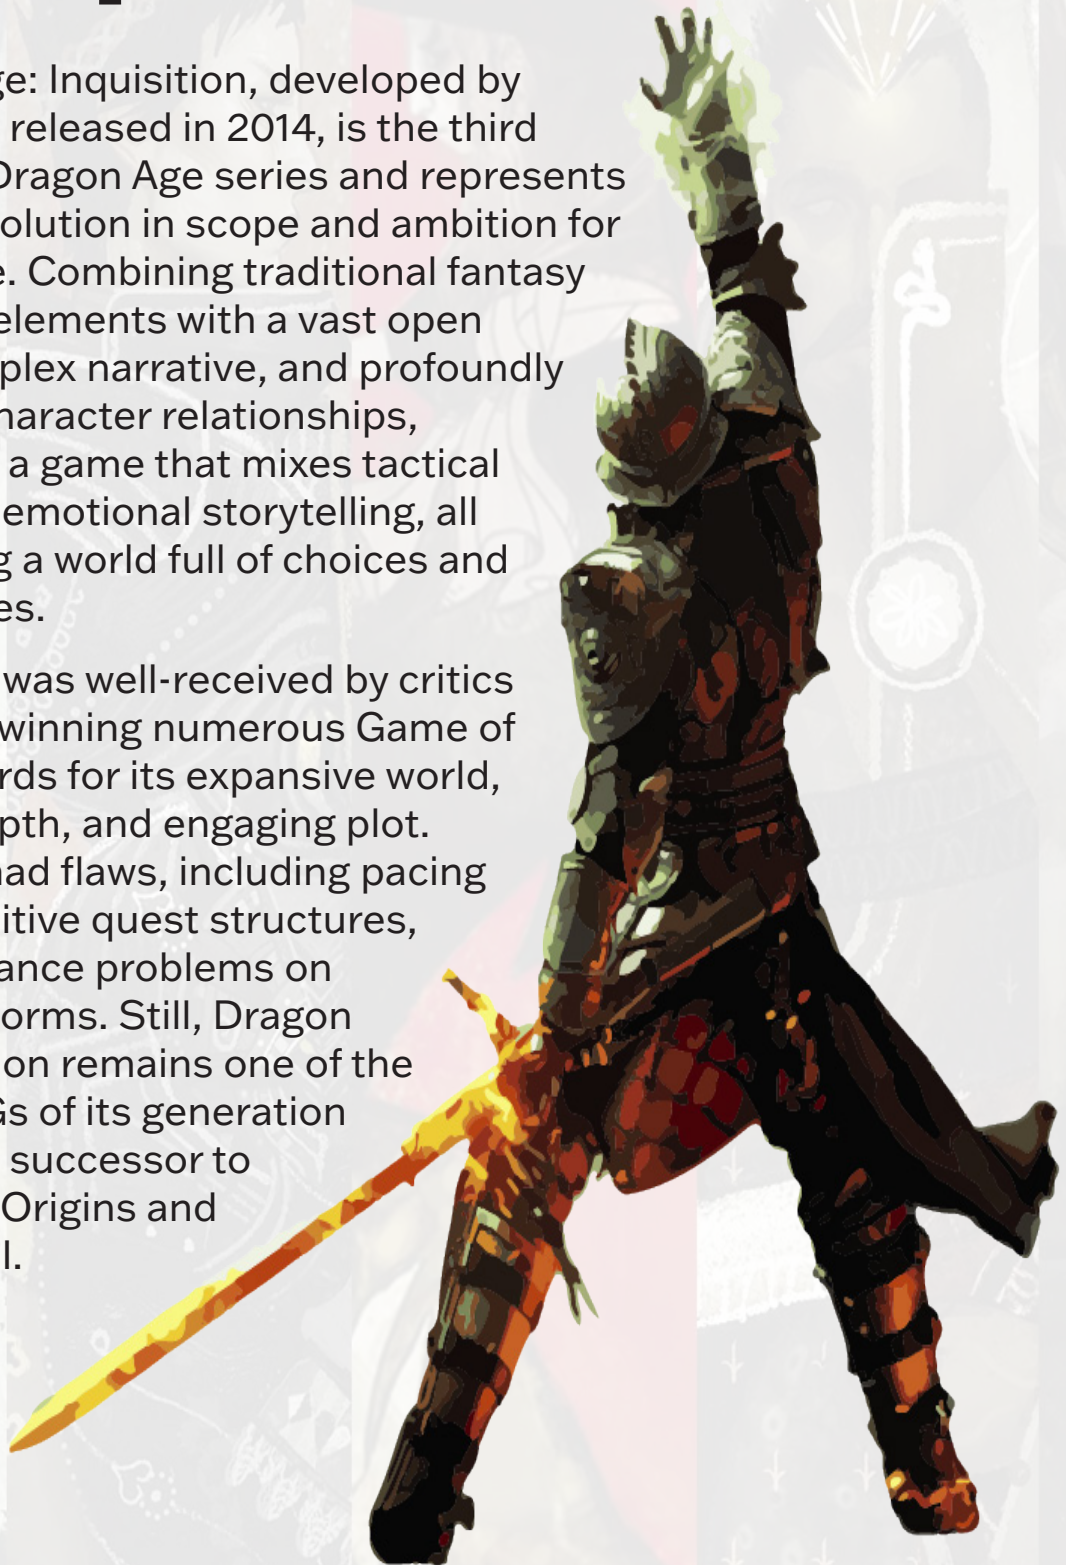 ge: Inquisition, developed by
released in 2014, is the third
Dragon Age series and represents
olution in scope and ambition for
e. Combining traditional fantasy
elements with a vast open
plex narrative, and profoundly
haracter relationships,
a game that mixes tactical
emotional storytelling, all
g a world full of choices and
es.
was well-received by critics
winning numerous Game of
rds for its expansive world,
pth, and engaging plot.
had flaws, including pacing
itive quest structures,
ance problems on
orms. Still, Dragon
on remains one of the
Gs of its generation
successor to
Origins and
l.